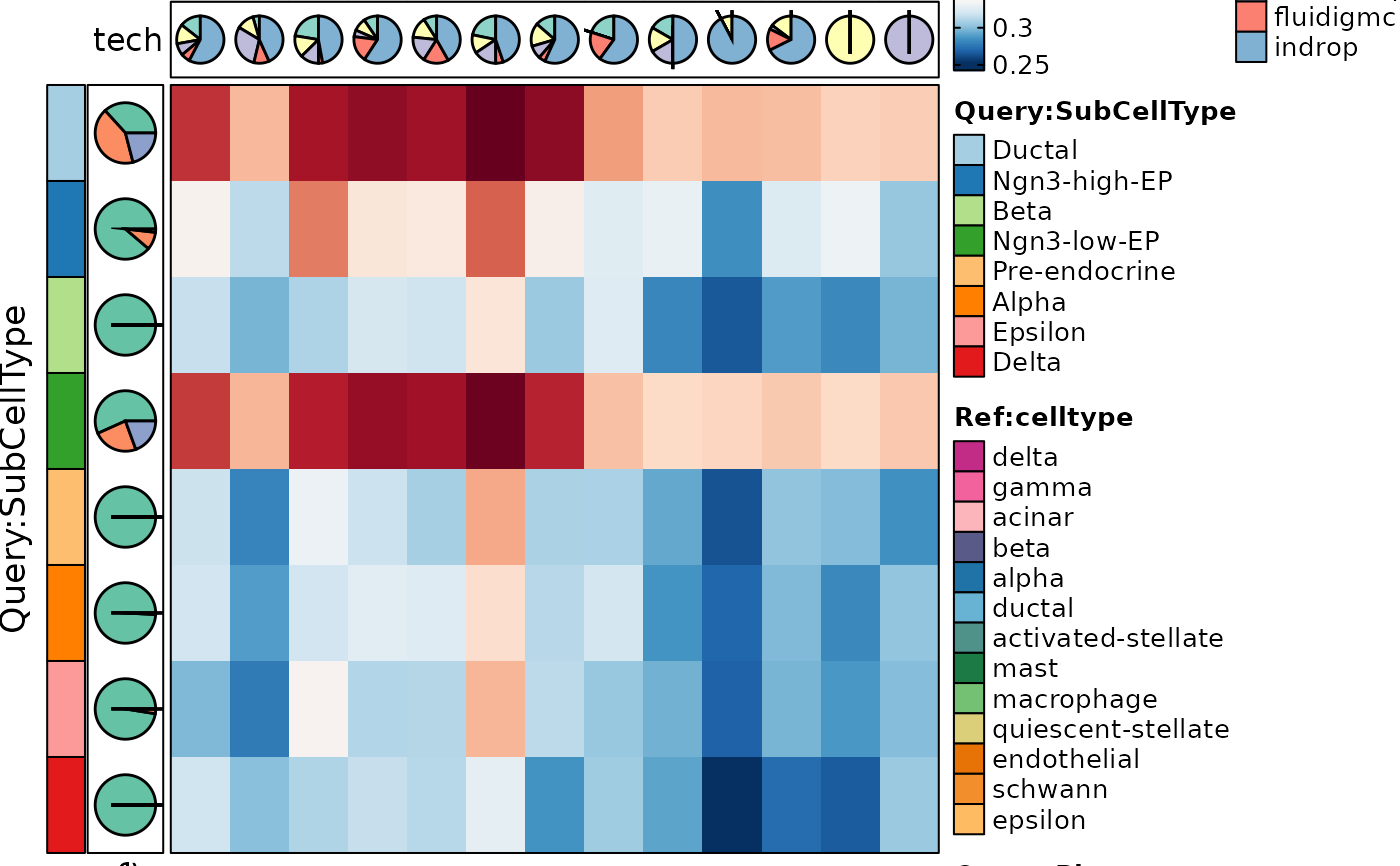 tech
0.3
0.25
fluidigmc
indrop
Query:SubCellType
Query:SubCellType
Ductal
Ngn3-high-EP
Beta
Ngn3-low-EP
Pre-endocrine
Alpha
Epsilon
Delta
Ref:celltype
delta
gamma
acinar
beta
alpha
ductal
activated-stellate
mast
macrophage
quiescent-stellate
endothelial
schwann
epsilon